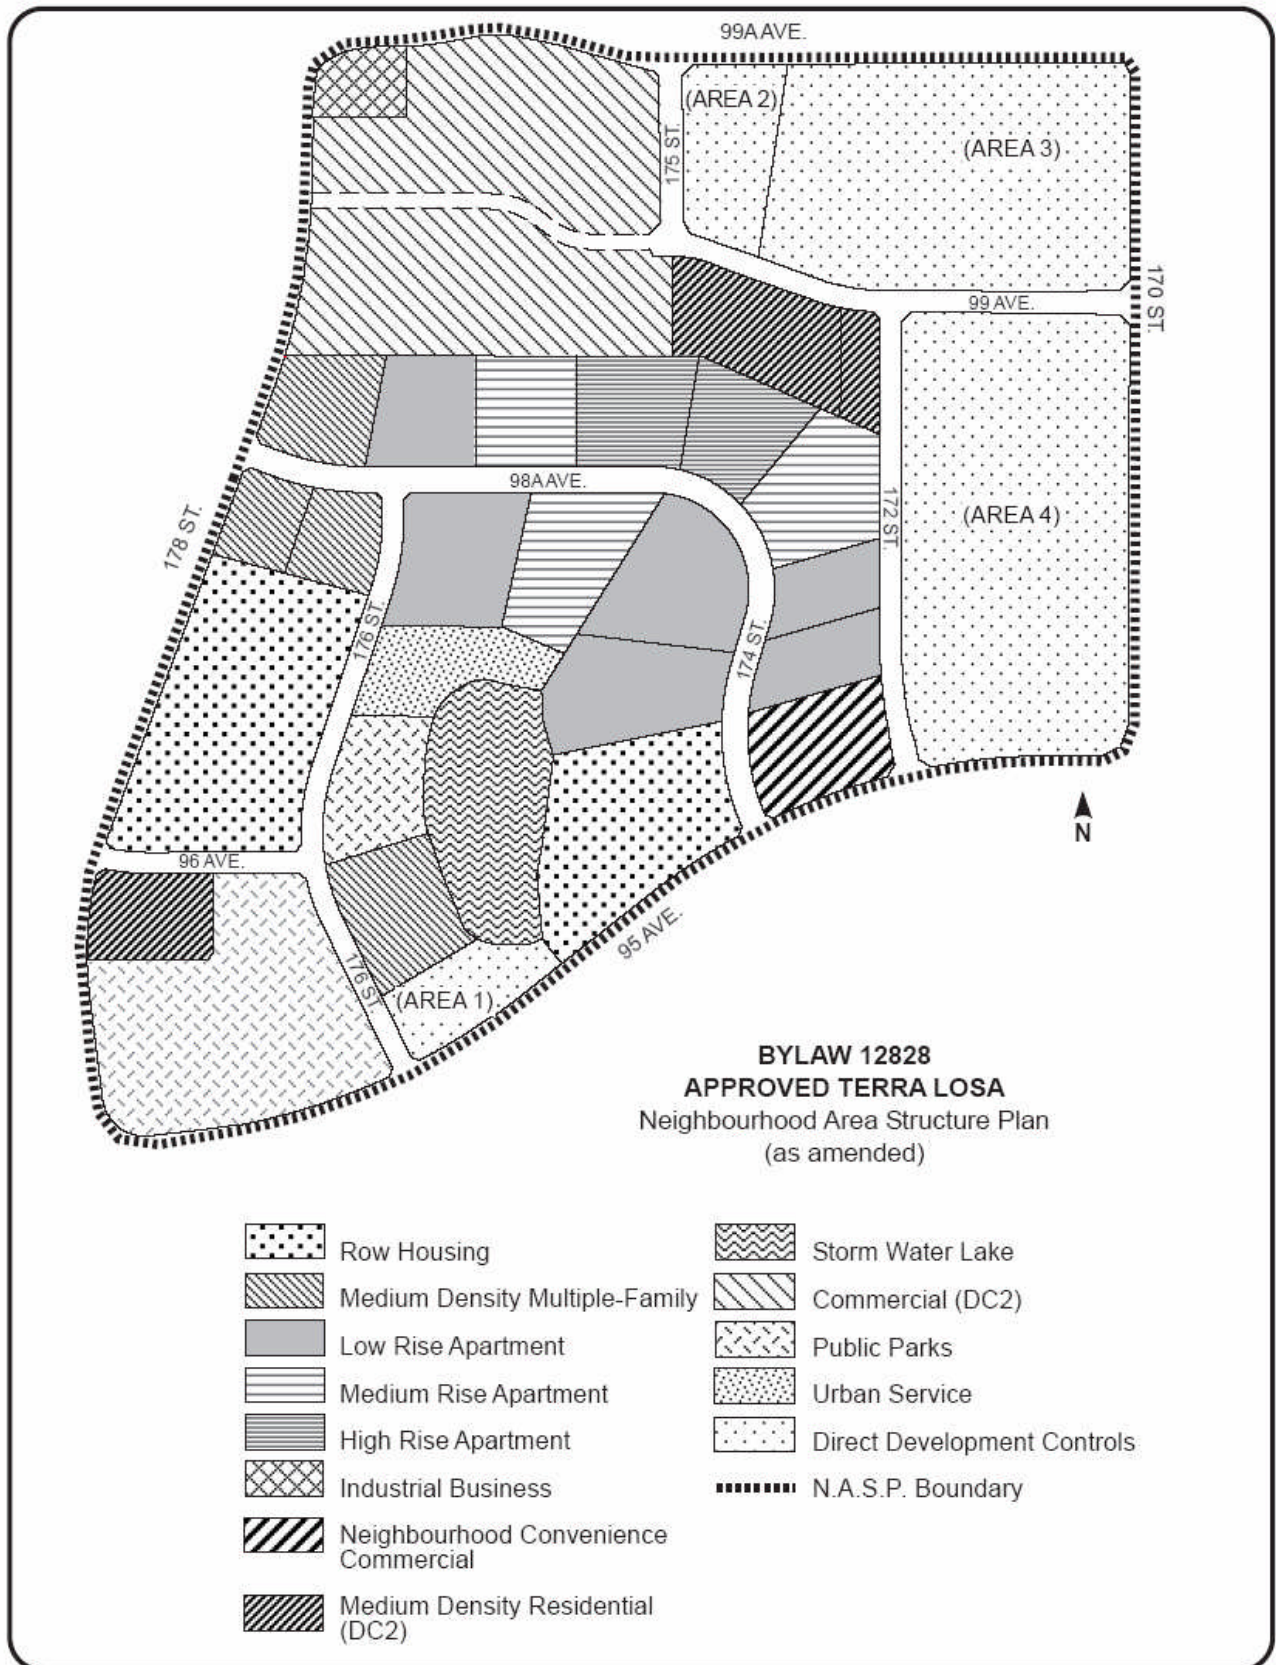 99A AVE.
(AREA 2)
175 ST.
(AREA 3)
170 ST.
99 AVE.
98A AVE.
172 ST.
(AREA 4)
178 ST.
176 ST.
174 ST.
N
96 AVE.
95 AVE.
176 ST.
(AREA 1)
BYLAW 12828
APPROVED TERRA LOSA
Neighbourhood Area Structure Plan
(as amended)
Row Housing
Medium Density Multiple-Family
Low Rise Apartment
Medium Rise Apartment
High Rise Apartment
Industrial Business
Neighbourhood Convenience
Commercial
Medium Density Residential
(DC2)
Storm Water Lake
Commercial (DC2)
Public Parks
Urban Service
Direct Development Controls
N.A.S.P. Boundary